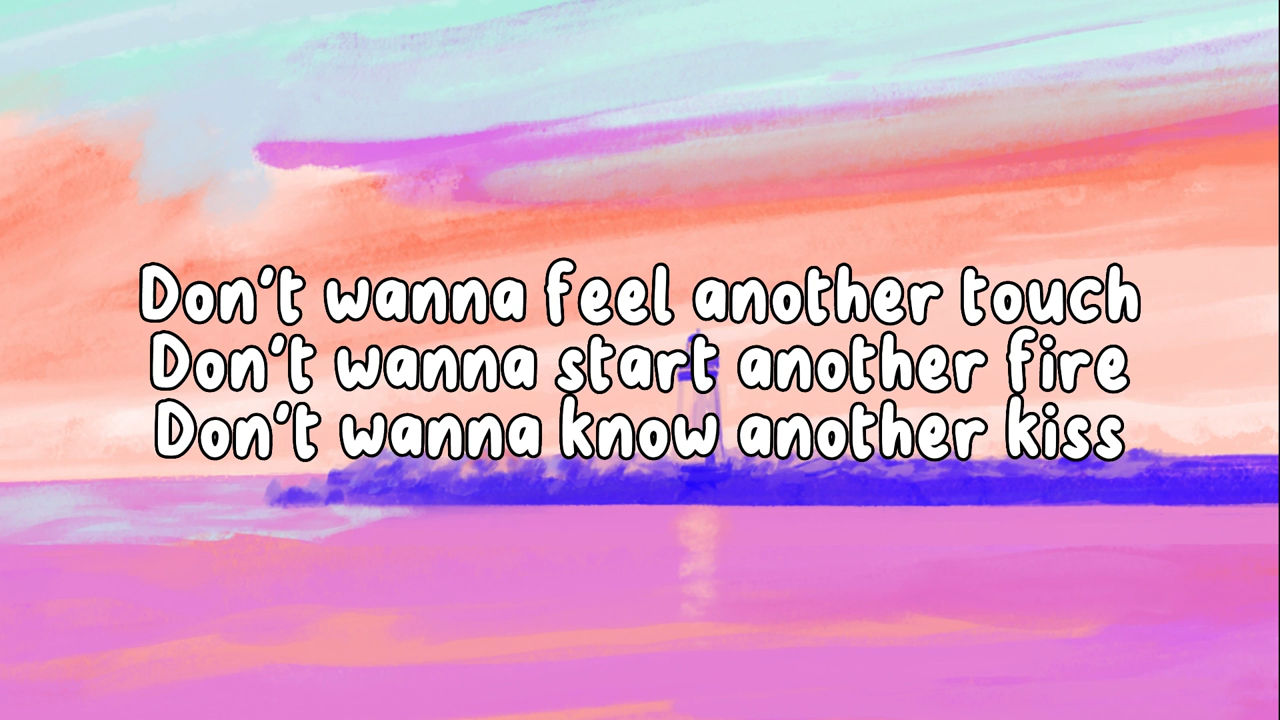 Don't wanna feel another touch
Don't wanna start another fire
Don't wanna know another kiss